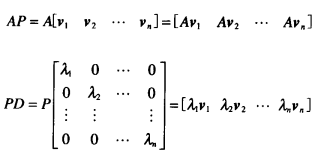 AP = A[v₁ v₂ ⋯ vₙ] = [Av₁ Av₂ ⋯ Avₙ]
PD = P[λ₁ 0 ⋯ 0
0 λ₂ ⋯ 0
⋮ ⋮ ⋮
0 0 ⋯ λₙ] = [λ₁v₁ λ₂v₂ ⋯ λₙvₙ]